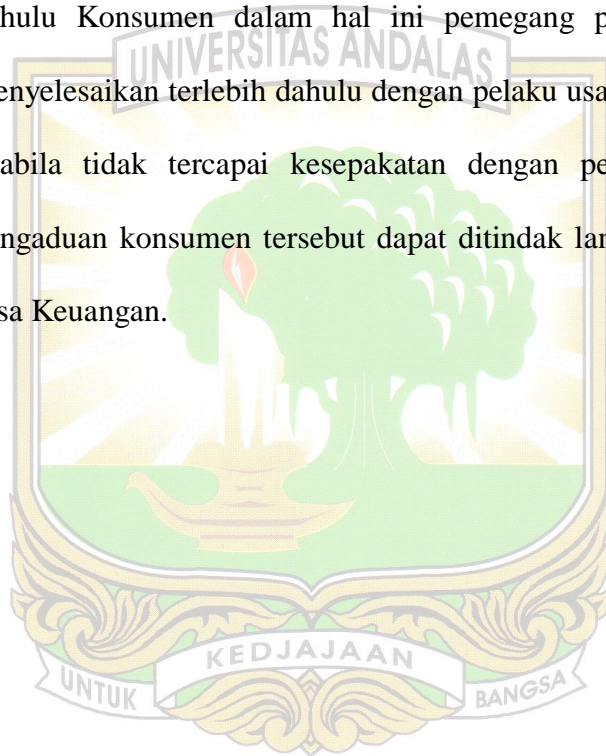 hulu Konsumen dalam hal ini pemegang p
UNIVERSITAS ANDALAS
enyelesaikan terlebih dahulu dengan pelaku usa
abila tidak tercapai kesepakatan dengan pe
ngaduan konsumen tersebut dapat ditindak lan
sa Keuangan.
UNTUK KEDJAJAAN BANGSA